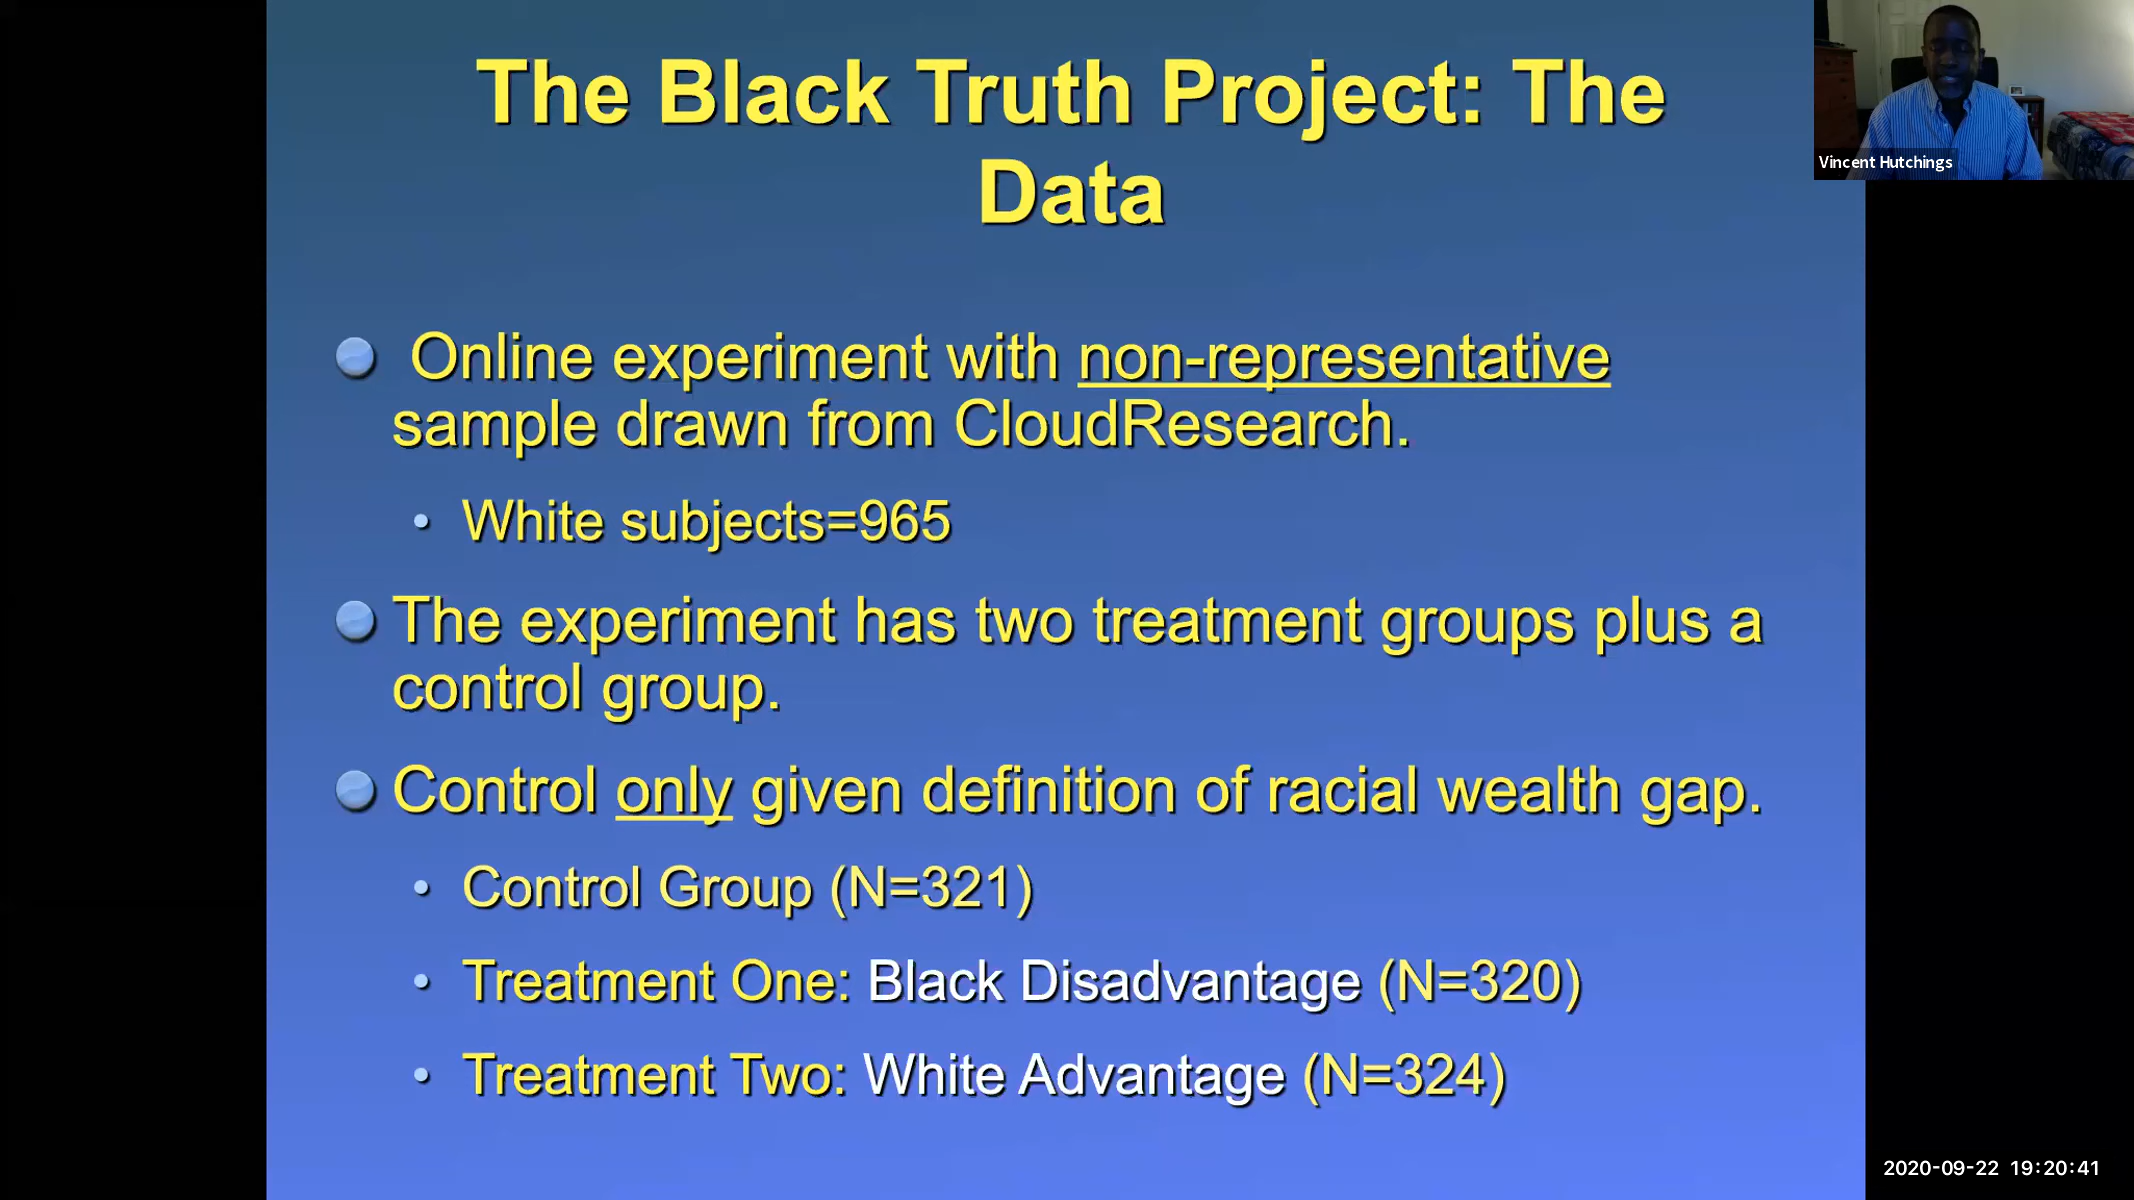 The Black Truth Project: The
Data
Vincent Hutchings
Online experiment with non-representative
sample drawn from CloudResearch.
• White subjects=965
The experiment has two treatment groups plus a
control group.
Control only given definition of racial wealth gap.
• Control Group (N=321)
• Treatment One: Black Disadvantage (N=320)
• Treatment Two: White Advantage (N=324)
2020-09-22 19:20:41